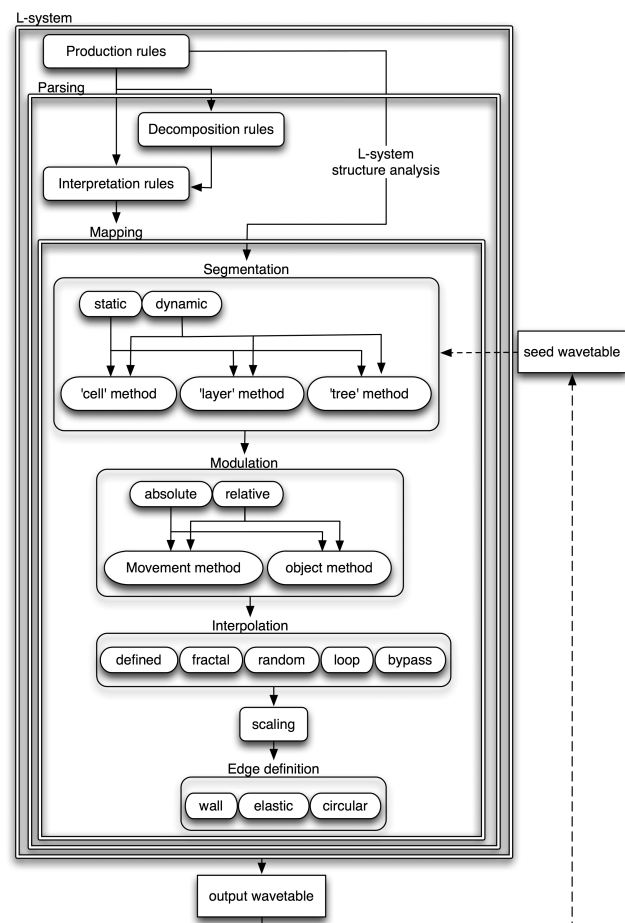 L-system
Production rules
Parsing
Decomposition rules
L-system
structure analysis
Interpretation rules
Mapping
Segmentation
static
dynamic
seed wavetable
'cell' method
'layer' method
'tree' method
Modulation
absolute
relative
Movement method
object method
Interpolation
defined
fractal
random
loop
bypass
scaling
Edge definition
wall
elastic
circular
output wavetable